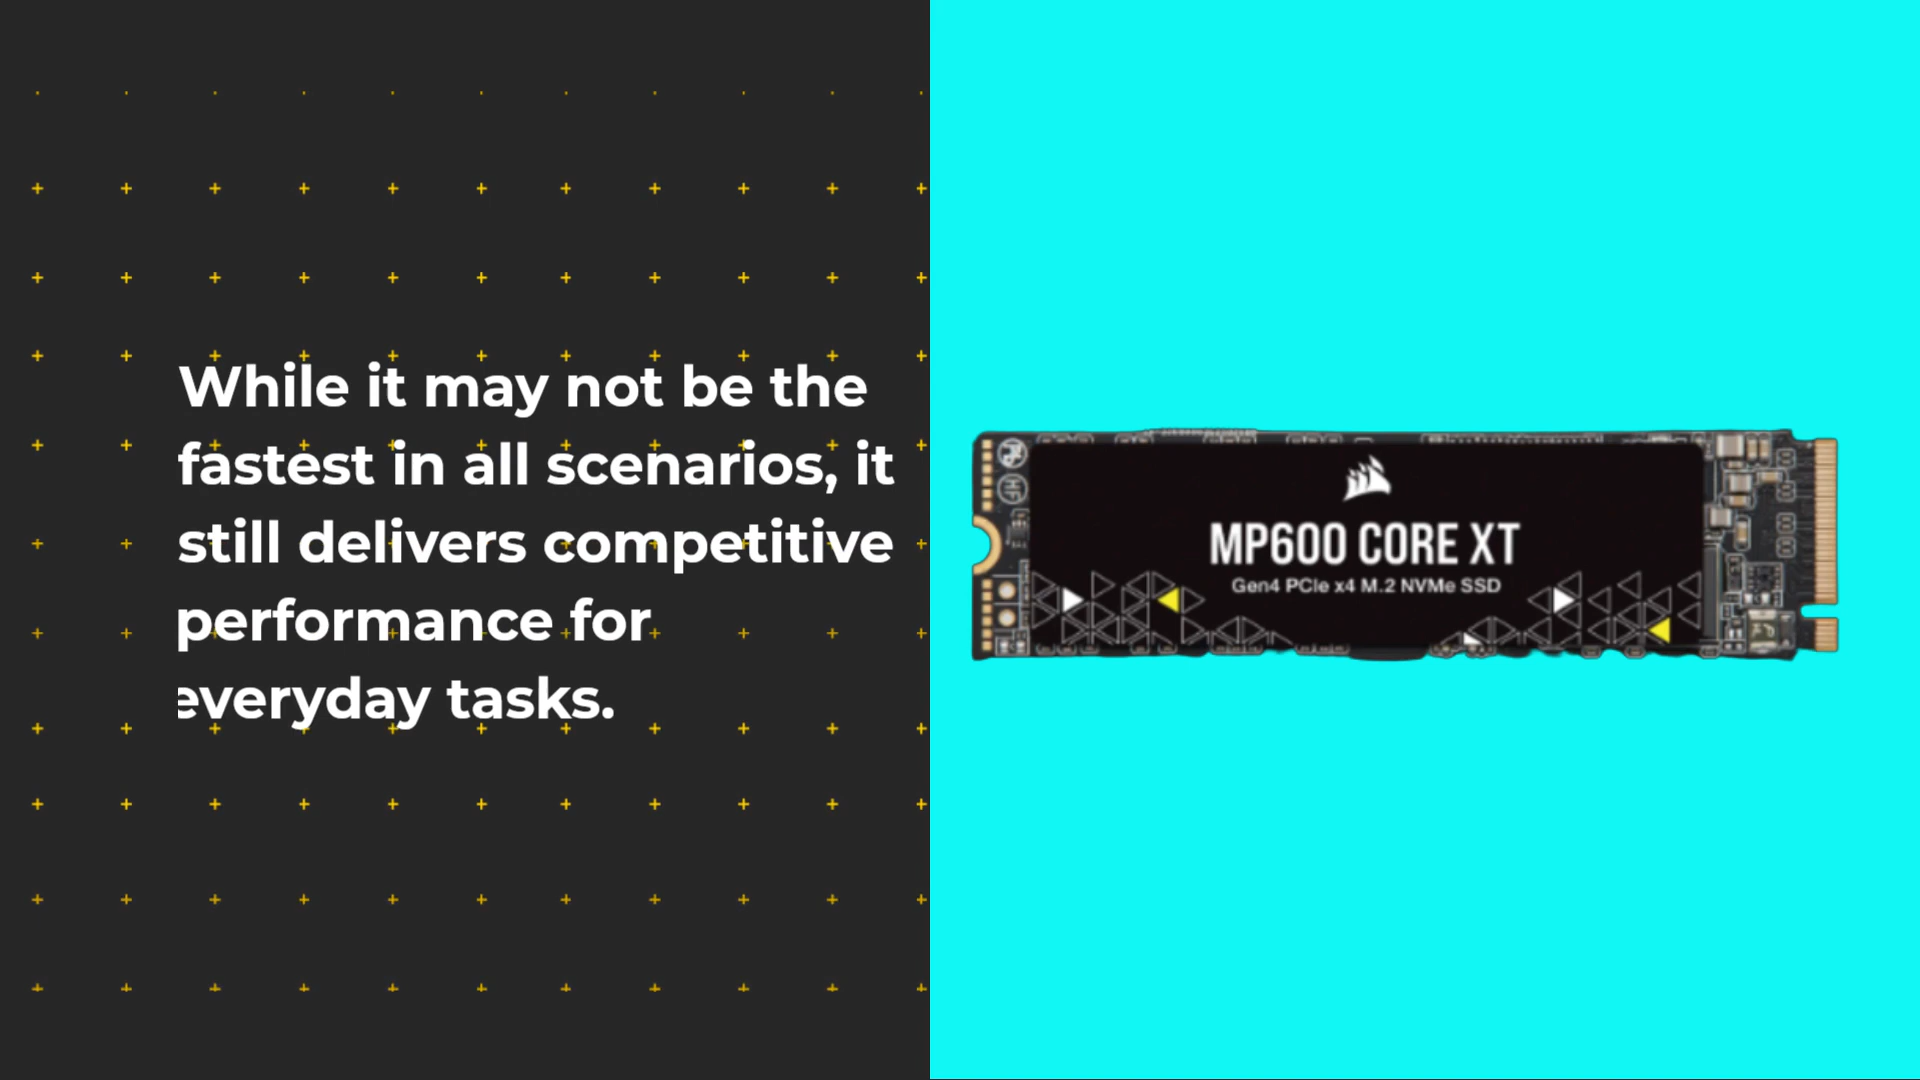 While it may not be the
fastest in all scenarios, it
still delivers competitive
performance for
everyday tasks.
MP600 CORE XT
Gen4 PCIe x4 M.2 NVMe SSD